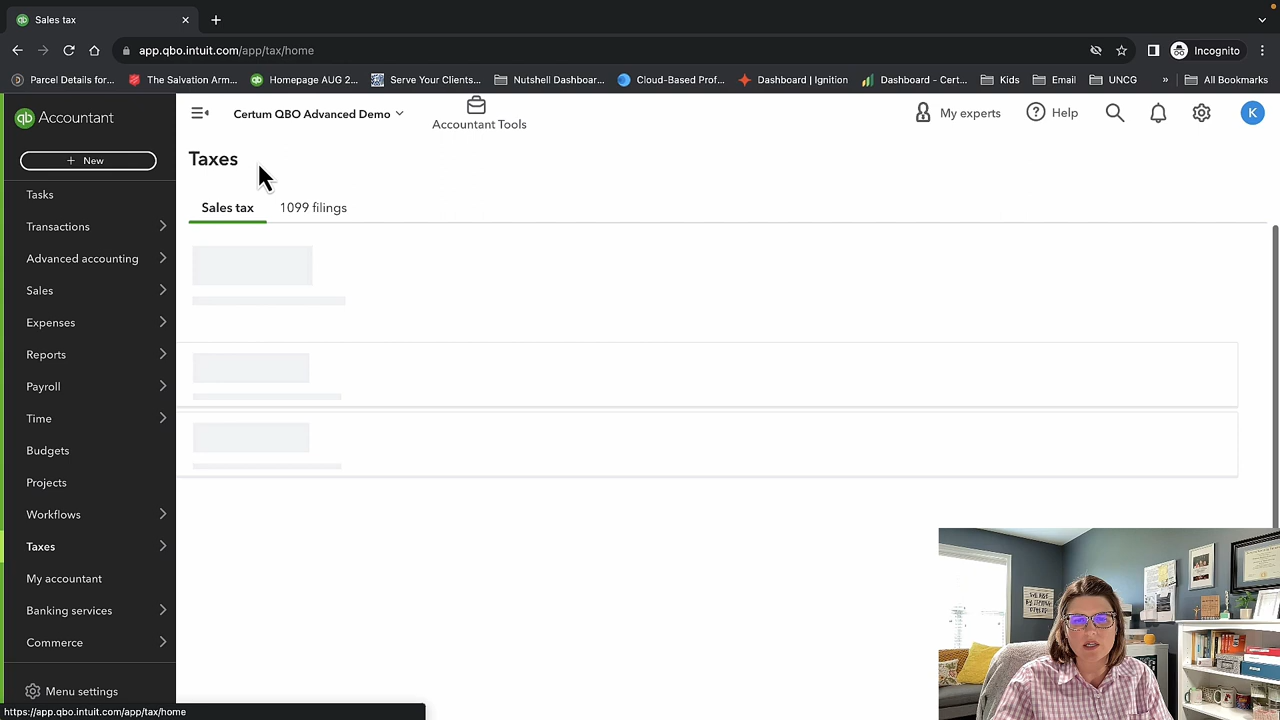 Sales tax
app.qbo.intuit.com/app/tax/home
Incognito
Parcel Details for...
The Salvation Arm...
Homepage AUG 2...
Serve Your Clients...
Nutshell Dashboar...
Cloud-Based Prof...
Dashboard | Ignition
Dashboard - Cert...
Kids
Email
UNCG
»
All Bookmarks
qb Accountant
Certum QBO Advanced Demo
Accountant Tools
My experts
Help
K
+ New
Taxes
Sales tax
1099 filings
Tasks
Transactions
Advanced accounting
Sales
Expenses
Reports
Payroll
Time
Budgets
Projects
Workflows
Taxes
My accountant
Banking services
Commerce
Menu settings
https://app.qbo.intuit.com/app/tax/home